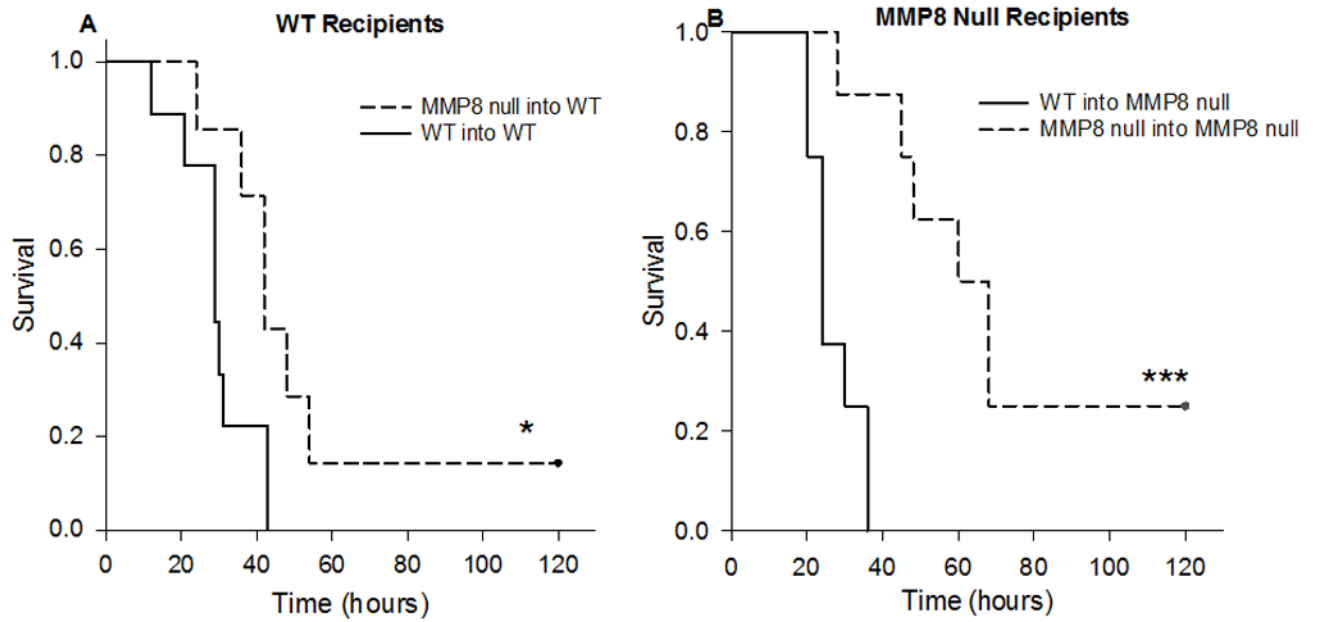 A
WT Recipients
MMP8 null into WT
WT into WT
Survival
1.0
0.8
0.6
0.4
0.2
0.0
*
0 20 40 60 80 100 120
Time (hours)
B
MMP8 Null Recipients
WT into MMP8 null
MMP8 null into MMP8 null
Survival
1.0
0.8
0.6
0.4
0.2
0.0
***
0 20 40 60 80 100 120
Time (hours)